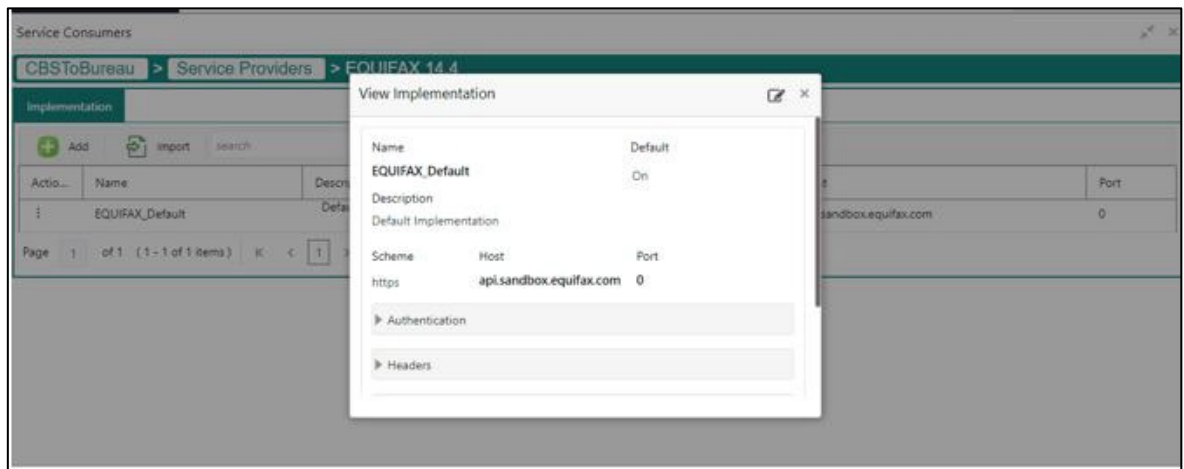 Service Consumers
CBSToBureau > Service Providers > EQUIFAX 14.4
View Implementation
Implementation
Add Import search
Name Default
EQUIFAX_Default On
Description
Default Implementation
Actio... Name Port
EQUIFAX_Default sandbox.equifax.com 0
Page 1 of 1 (1 - 1 of 1 items) 1
Scheme Host Port
https api.sandbox.equifax.com 0
Authentication
Headers